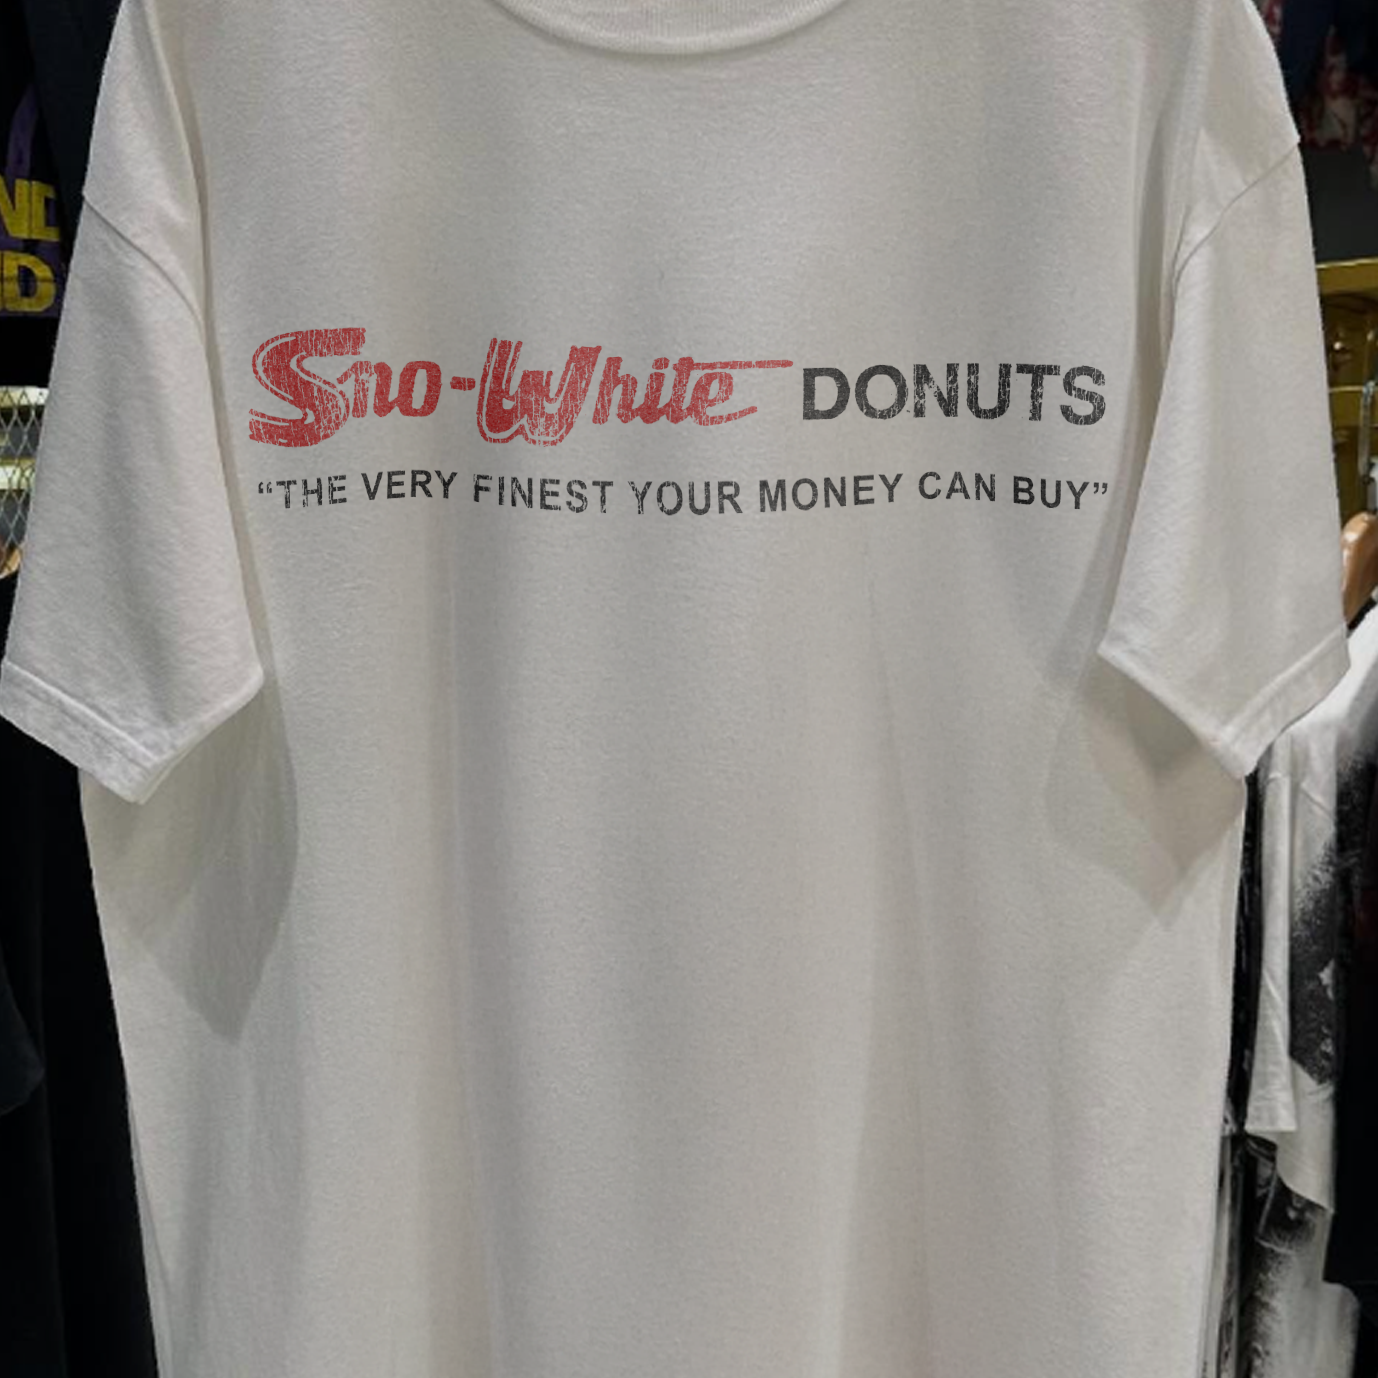 Sno-White DONUTS
“THE VERY FINEST YOUR MONEY CAN BUY”